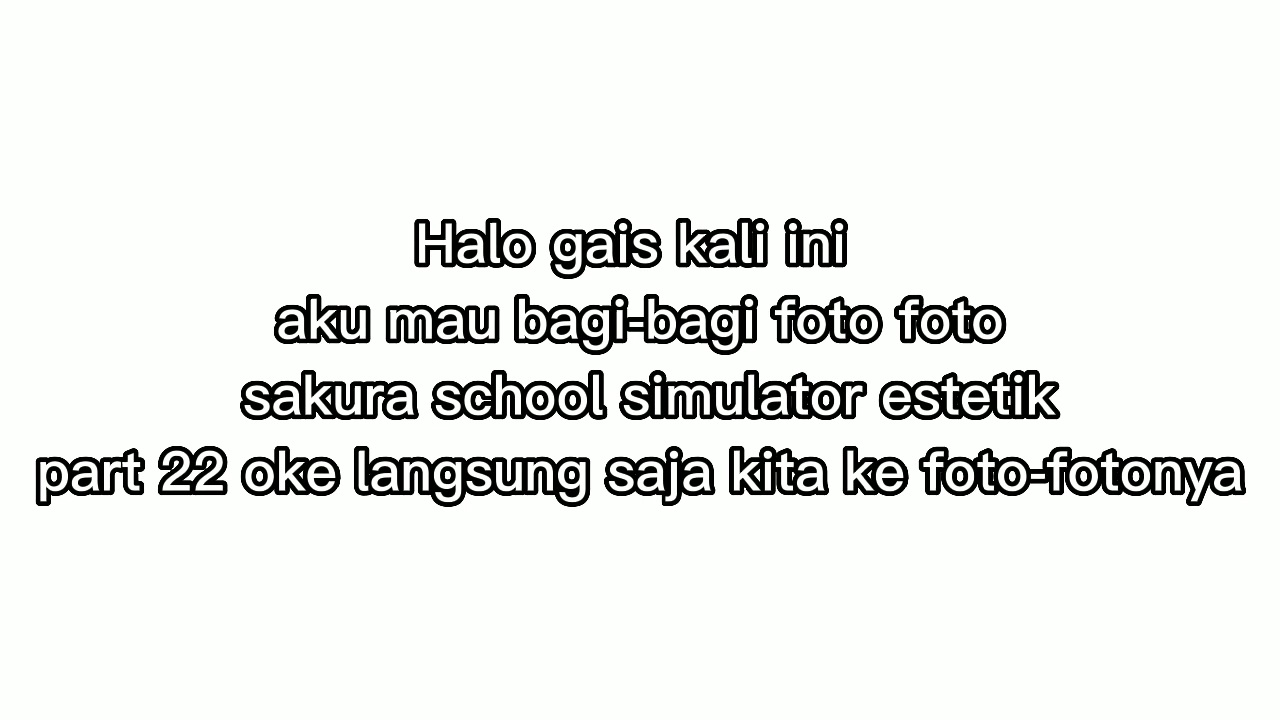 Halo gais kali ini
aku mau bagi-bagi foto foto
sakura school simulator estetik
part 22 oke langsung saja kita ke foto-fotonya